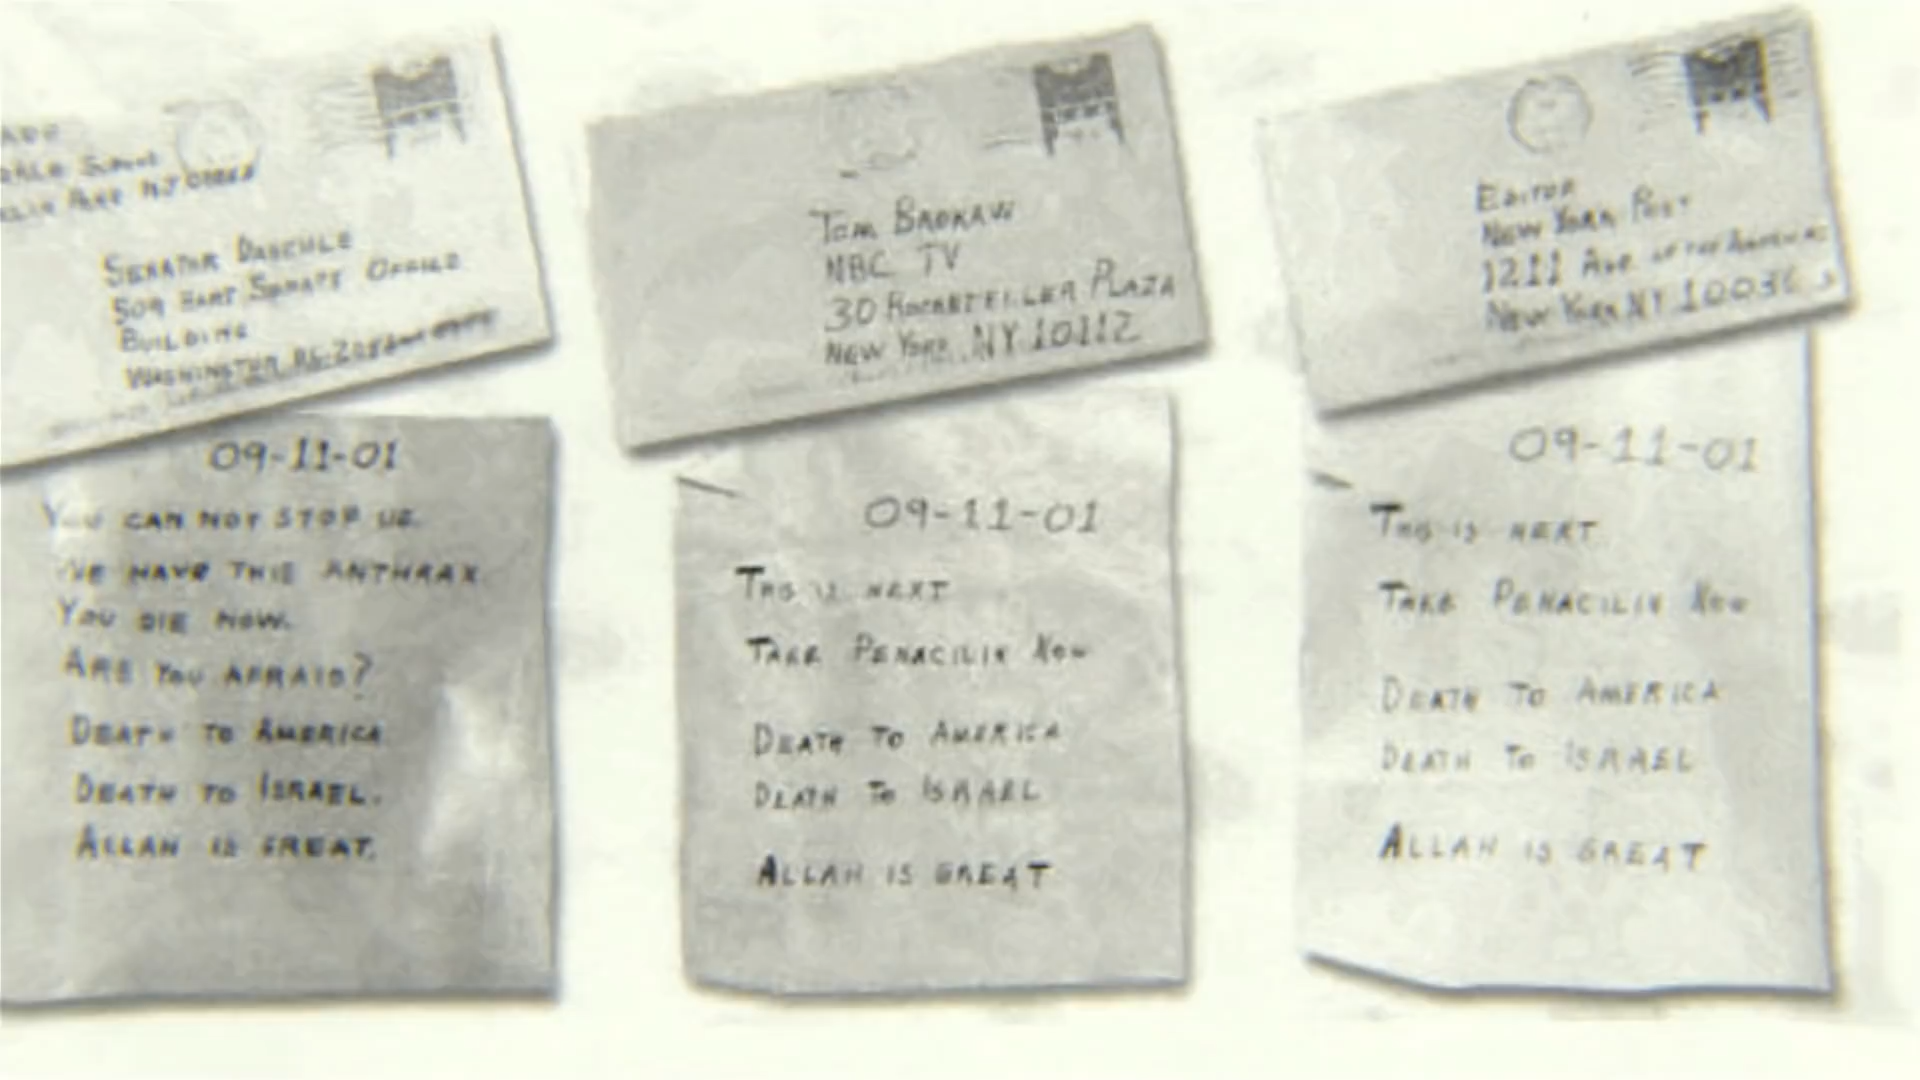 NJ
SENATOR DASCHLE
509 HART SENATE OFFICE
BUILDING
WASHINGTON
09-11-01
YOU CAN NOT STOP US.
WE HAVE THIS ANTHRAX
YOU DIE NOW.
ARE YOU AFRAID?
DEATH TO AMERICA
DEATH TO ISRAEL.
ALLAH IS GREAT.
TOM BROKAW
NBC TV
30 ROCKEFELLER PLAZA
NEW YORK NY 10112
09-11-01
THIS IS NEXT
TAKE PENACILIN NOW
DEATH TO AMERICA
DEATH TO ISRAEL
ALLAH IS GREAT
EDITOR
NEW YORK POST
1211 AVE. OF THE AMERICAS
NEW YORK NY 10036
09-11-01
THIS IS NEXT
TAKE PENACILIN NOW
DEATH TO AMERICA
DEATH TO ISRAEL
ALLAH IS GREAT